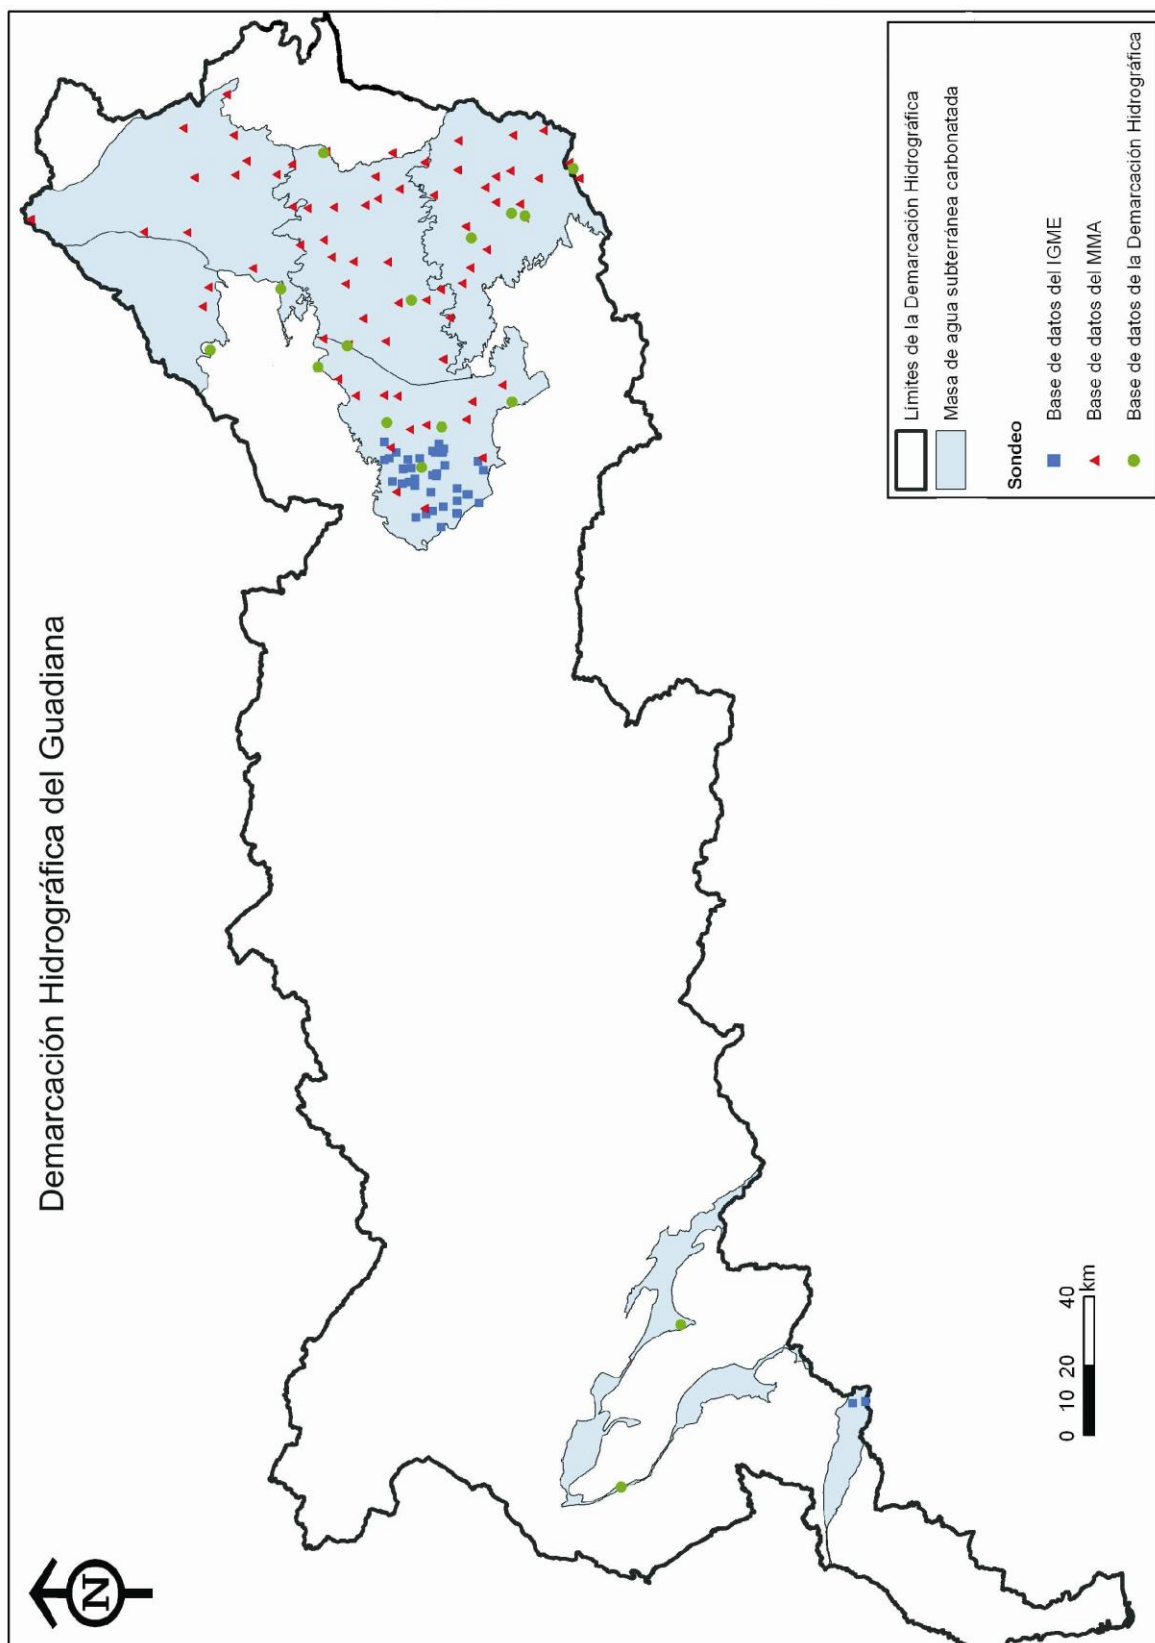 Demarcación Hidrográfica del Guadiana
N
0 10 20 40
km
Límites de la Demarcación Hidrográfica
Masa de agua subterránea carbonatada
Sondeo
Base de datos del IGME
Base de datos del MMA
Base de datos de la Demarcación Hidrográfica